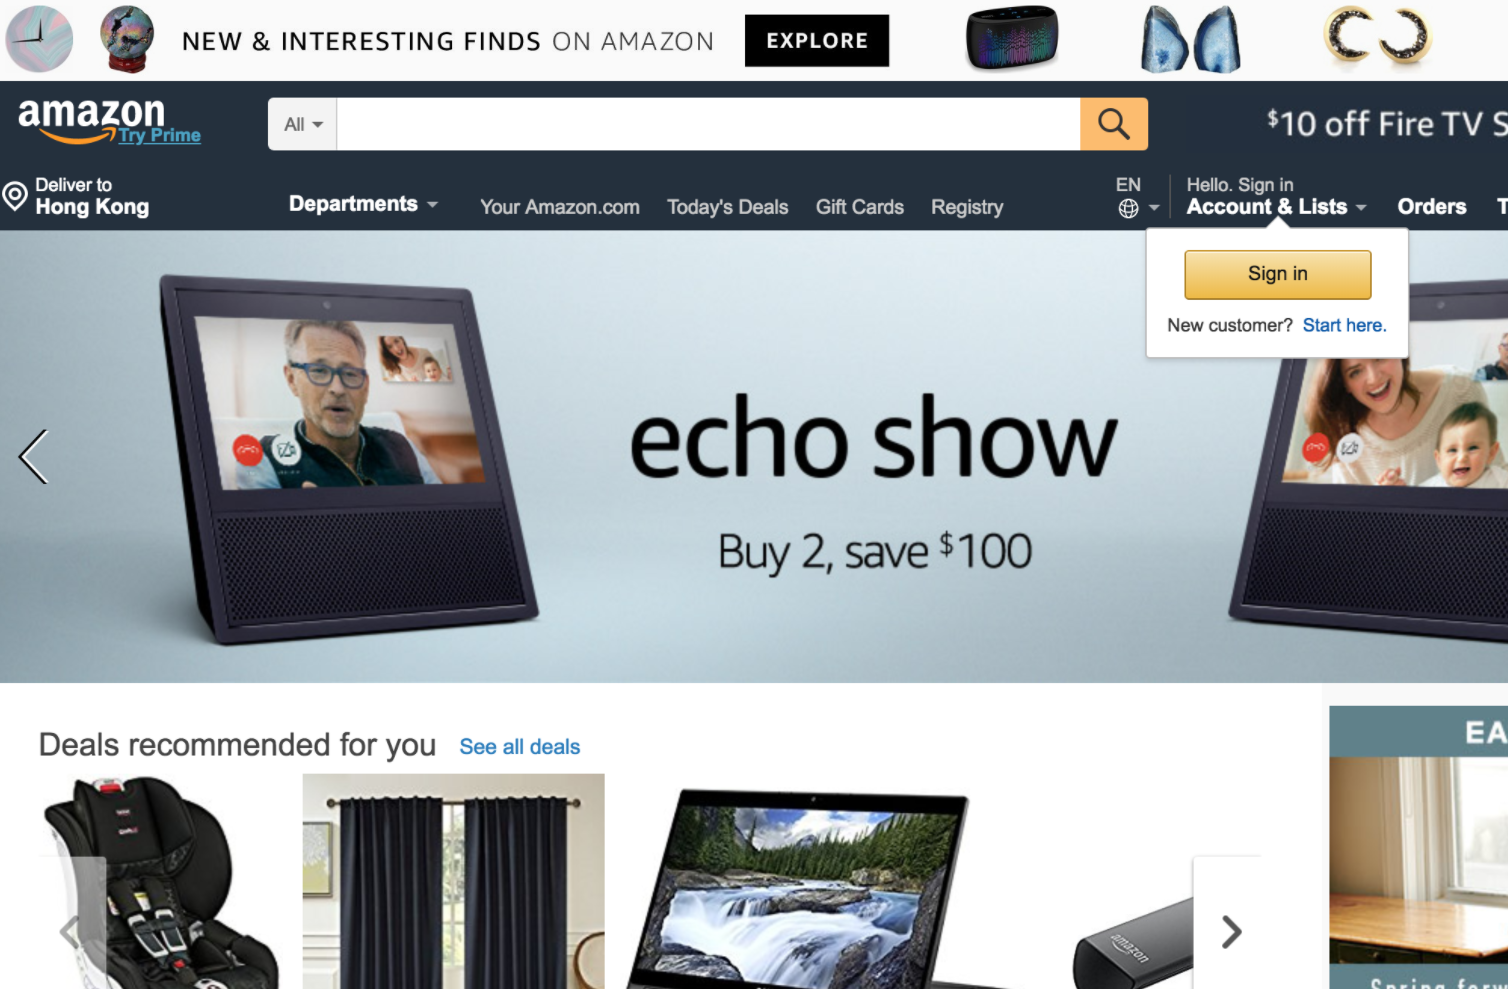 NEW & INTERESTING FINDS ON AMAZON
EXPLORE
amazon
Try Prime
All
$10 off Fire TV S
Deliver to
Hong Kong
Departments
Your Amazon.com
Today's Deals
Gift Cards
Registry
EN
Hello. Sign in
Account & Lists
Orders
T
Sign in
New customer? Start here.
echo show
Buy 2, save $100
Deals recommended for you
See all deals
amazon
EA